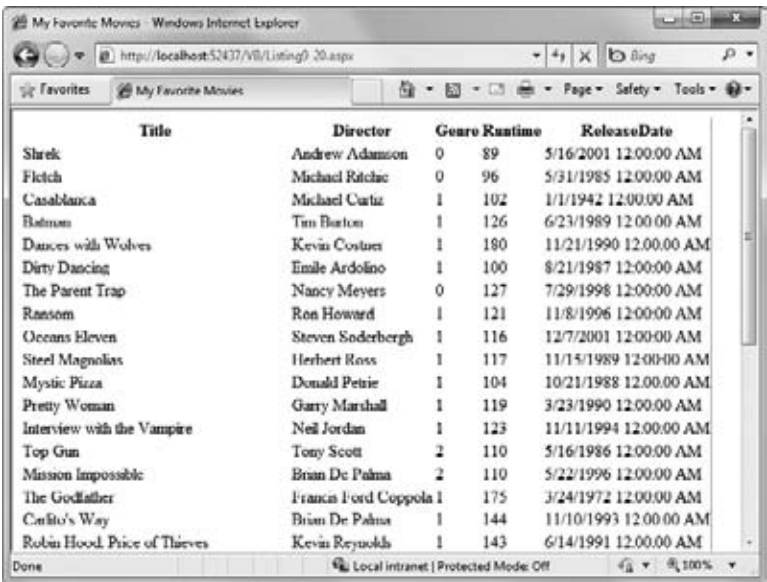 My Favorite Movies - Windows Internet Explorer
http://localhost:52437/VB/Listing9-20.aspx
Bing
Favorites
My Favorite Movies
Page
Safety
Tools
Title Director Genre Runtime ReleaseDate
Shrek Andrew Adamson 0 89 5/16/2001 12:00:00 AM
Fletch Michael Ritchie 0 96 5/31/1985 12:00:00 AM
Casablanca Michael Curtiz 1 102 1/1/1942 12:00:00 AM
Batman Tim Burton 1 126 6/23/1989 12:00:00 AM
Dances with Wolves Kevin Costner 1 180 11/21/1990 12:00:00 AM
Dirty Dancing Emile Ardolino 1 100 8/21/1987 12:00:00 AM
The Parent Trap Nancy Meyers 0 127 7/29/1998 12:00:00 AM
Ransom Ron Howard 1 121 11/8/1996 12:00:00 AM
Oceans Eleven Steven Soderbergh 1 116 12/7/2001 12:00:00 AM
Steel Magnolias Herbert Ross 1 117 11/15/1989 12:00:00 AM
Mystic Pizza Donald Petrie 1 104 10/21/1988 12:00:00 AM
Pretty Woman Garry Marshall 1 119 3/23/1990 12:00:00 AM
Interview with the Vampire Neil Jordan 1 123 11/11/1994 12:00:00 AM
Top Gun Tony Scott 2 110 5/16/1986 12:00:00 AM
Mission Impossible Brian De Palma 2 110 5/22/1996 12:00:00 AM
The Godfather Francis Ford Coppola 1 175 3/24/1972 12:00:00 AM
Carlito's Way Brian De Palma 1 144 11/10/1993 12:00:00 AM
Robin Hood: Price of Thieves Kevin Reynolds 1 143 6/14/1991 12:00:00 AM
Done
Local intranet | Protected Mode: Off
100%